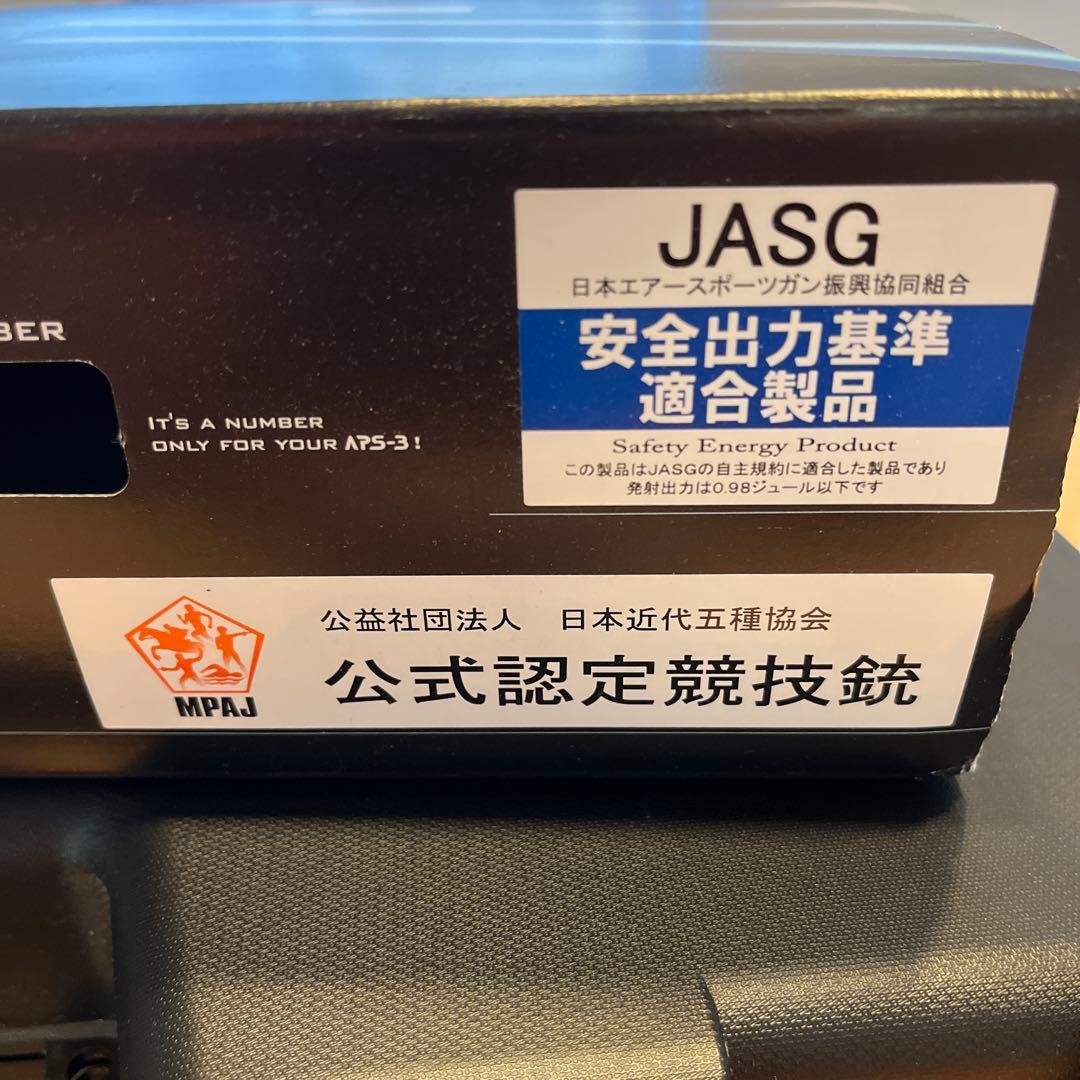 JASG
日本エアースポーツガン振興協同組合
安全出力基準
適合製品
Safety Energy Product
この製品はJASGの自主規約に適合した製品であり
発射出力は0.98ジュール以下です
BER
IT'S A NUMBER
ONLY FOR YOUR APS-3!
公益社団法人 日本近代五種協会
公式認定競技銃
MPAJ